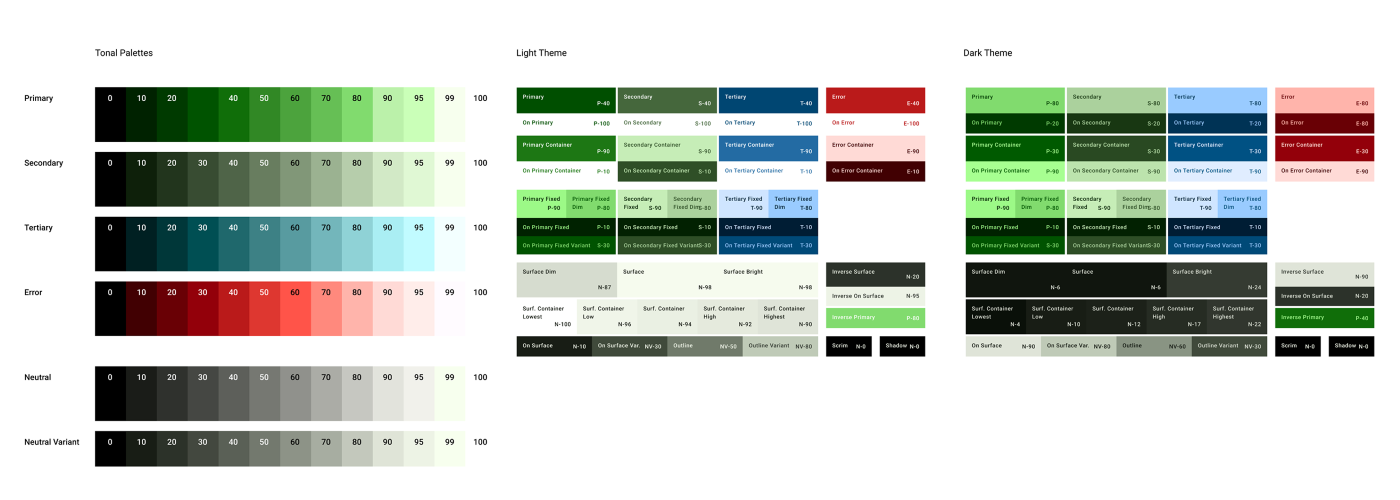 Tonal Palettes
Primary 0 10 20 40 50 60 70 80 90 95 99 100
Secondary 0 10 20 30 40 50 60 70 80 90 95 99 100
Tertiary 0 10 20 30 40 50 60 70 80 90 95 99 100
Error 0 10 20 30 40 50 60 70 80 90 95 99 100
Neutral 0 10 20 30 40 50 60 70 80 90 95 99 100
Neutral Variant 0 10 20 30 40 50 60 70 80 90 95 99 100
Light Theme
Primary P-40 Secondary S-40 Tertiary T-40 Error E-40
On Primary P-100 On Secondary S-100 On Tertiary T-100 On Error E-100
Primary Container P-90 Secondary Container S-90 Tertiary Container T-90 Error Container E-90
On Primary Container P-10 On Secondary Container S-10 On Tertiary Container T-10 On Error Container E-10
Primary Fixed P-90 Primary Fixed Dim P-80 Secondary Fixed S-90 Secondary Fixed Dim S-80 Tertiary Fixed T-90 Tertiary Fixed Dim T-80
On Primary Fixed P-10 On Secondary Fixed S-10 On Tertiary Fixed T-10
On Primary Fixed Variant S-30 On Secondary Fixed Variant S-30 On Tertiary Fixed Variant T-30
Surface Dim N-87 Surface N-98 Surface Bright N-98 Inverse Surface N-20
Inverse On Surface N-95
Surf. Container Lowest N-100 Surf. Container Low N-96 Surf. Container N-94 Surf. Container High N-92 Surf. Container Highest N-90 Inverse Primary P-80
On Surface N-10 On Surface Var. NV-30 Outline NV-50 Outline Variant NV-80 Scrim N-0 Shadow N-0
Dark Theme
Primary P-80 Secondary S-80 Tertiary T-80 Error E-80
On Primary P-20 On Secondary S-20 On Tertiary T-20 On Error E-80
Primary Container P-30 Secondary Container S-30 Tertiary Container T-30 Error Container E-30
On Primary Container P-90 On Secondary Container S-90 On Tertiary Container T-90 On Error Container E-90
Primary Fixed P-90 Primary Fixed Dim P-80 Secondary Fixed S-90 Secondary Fixed Dim S-80 Tertiary Fixed T-90 Tertiary Fixed Dim T-80
On Primary Fixed P-10 On Secondary Fixed S-10 On Tertiary Fixed T-10
On Primary Fixed Variant S-30 On Secondary Fixed Variant S-30 On Tertiary Fixed Variant T-30
Surface Dim N-6 Surface N-6 Surface Bright N-24 Inverse Surface N-90
Inverse On Surface N-20
Surf. Container Lowest N-4 Surf. Container Low N-10 Surf. Container N-12 Surf. Container High N-17 Surf. Container Highest N-22 Inverse Primary P-40
On Surface N-90 On Surface Var. NV-80 Outline NV-60 Outline Variant NV-30 Scrim N-0 Shadow N-0